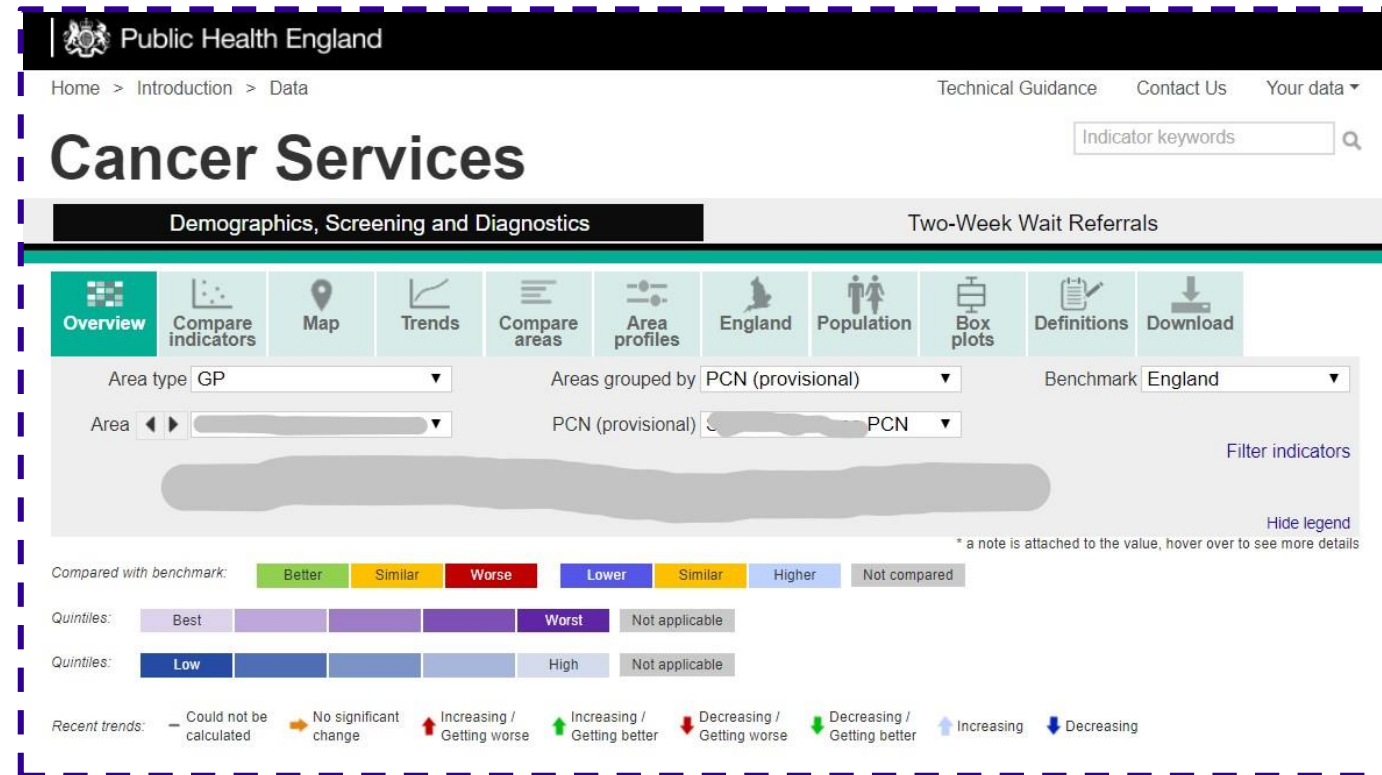 Public Health England
Home > Introduction > Data Technical Guidance Contact Us Your data
Cancer Services
Indicator keywords
Demographics, Screening and Diagnostics Two-Week Wait Referrals
Overview Compare indicators Map Trends Compare areas Area profiles England Population Box plots Definitions Download
Area type GP Areas grouped by PCN (provisional) Benchmark England
Area PCN (provisional) PCN
Filter indicators
Hide legend
* a note is attached to the value, hover over to see more details
Compared with benchmark: Better Similar Worse Lower Similar Higher Not compared
Quintiles: Best Worst Not applicable
Quintiles: Low High Not applicable
Recent trends: Could not be calculated No significant change Increasing / Getting worse Increasing / Getting better Decreasing / Getting worse Decreasing / Getting better Increasing Decreasing